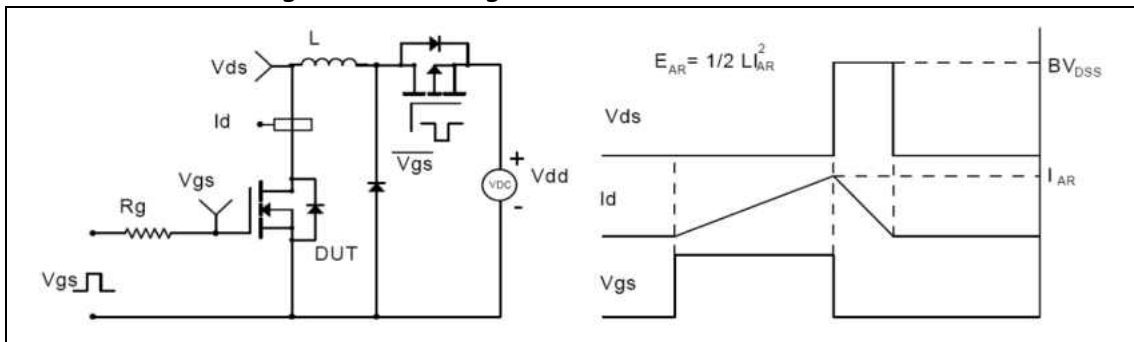 L
Vds
Id
Vgs
Rg
Vgs
DUT
Vgs
+
VDC
Vdd
-
E_AR = 1/2 LI_AR^2
BV_DSS
Vds
I_AR
Id
Vgs